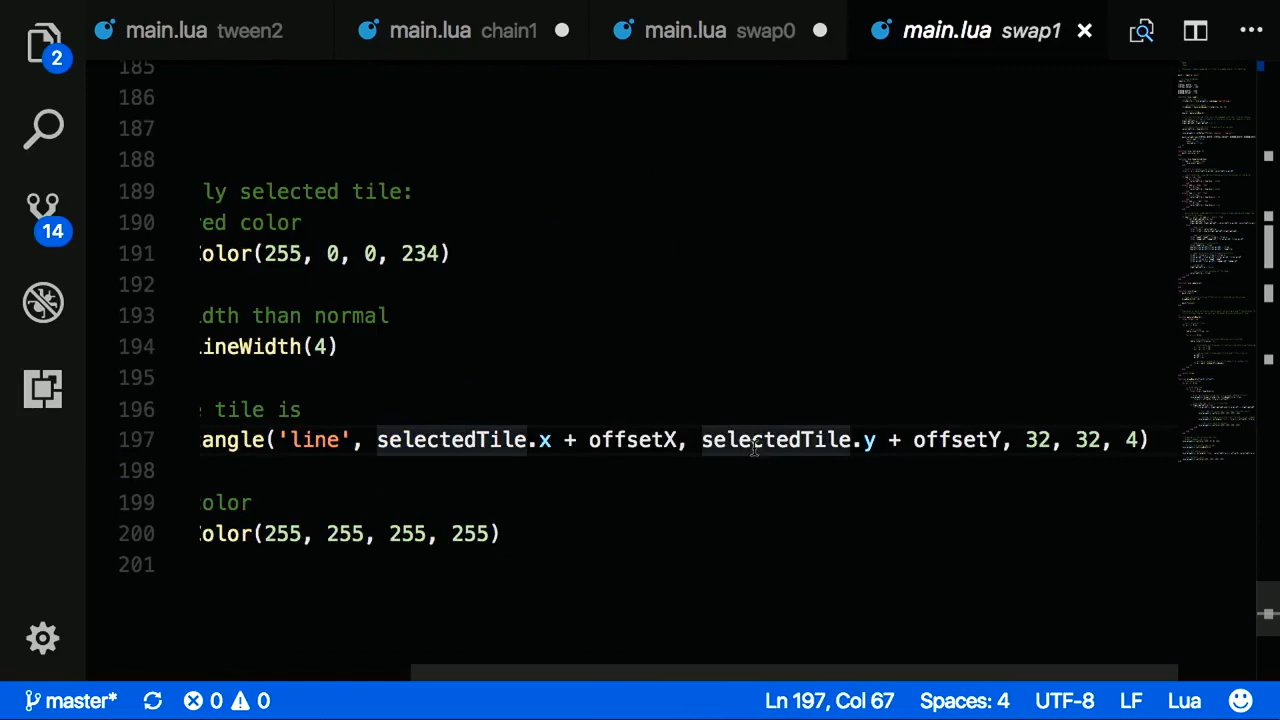 main.lua tween2 main.lua chain1 main.lua swap0 main.lua swap1
2
14
185
186
187
188
189 ly selected tile:
190 red color
191 olor(255, 0, 0, 234)
192
193 dth than normal
194 ineWidth(4)
195
196 tile is
197 angle('line', selectedTile.x + offsetX, selectedTile.y + offsetY, 32, 32, 4)
198
199 olor
200 olor(255, 255, 255, 255)
201
master* 0 0 Ln 197, Col 67 Spaces: 4 UTF-8 LF Lua